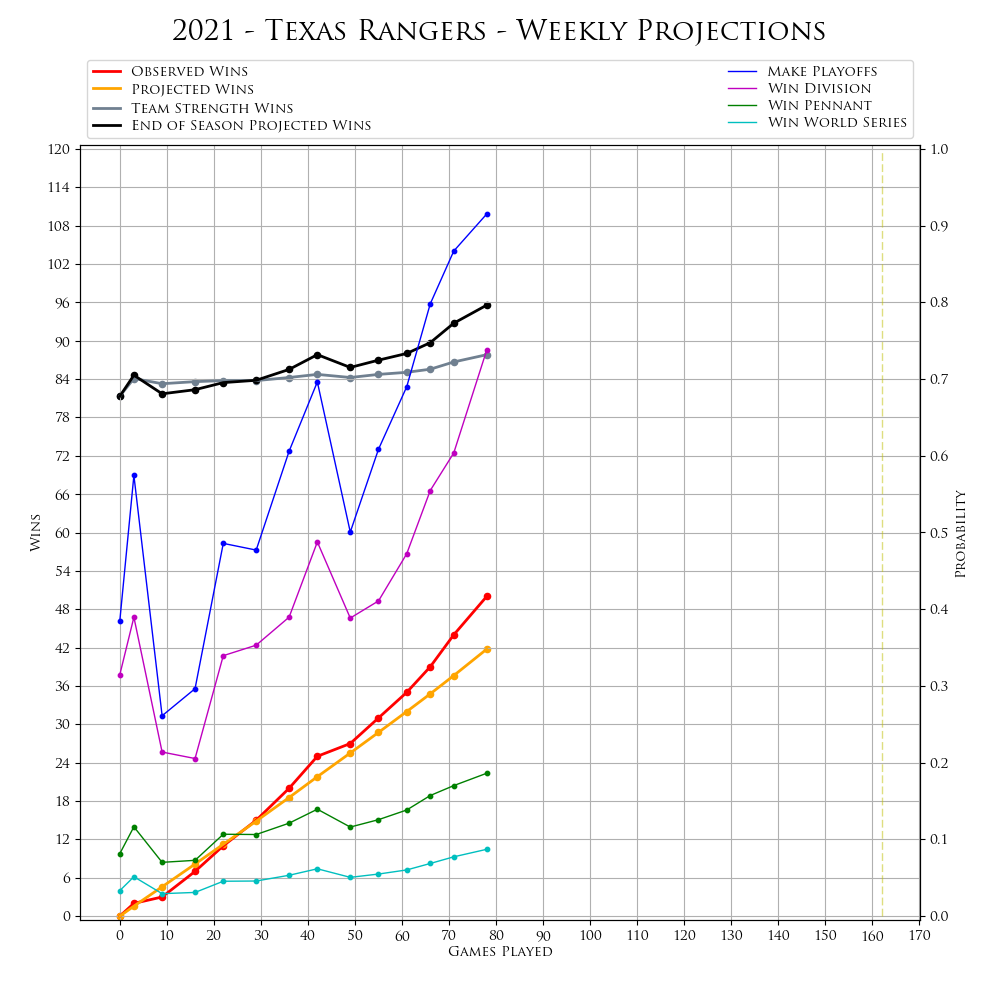 2021 - Texas Rangers - Weekly Projections
Observed Wins
Projected Wins
Team Strength Wins
End of Season Projected Wins
Make Playoffs
Win Division
Win Pennant
Win World Series
120
114
108
102
96
90
84
78
72
66
60
54
48
42
36
30
24
18
12
6
0
Wins
1.0
0.9
0.8
0.7
0.6
0.5
0.4
0.3
0.2
0.1
0.0
Probability
0 10 20 30 40 50 60 70 80 90 100 110 120 130 140 150 160 170
Games Played